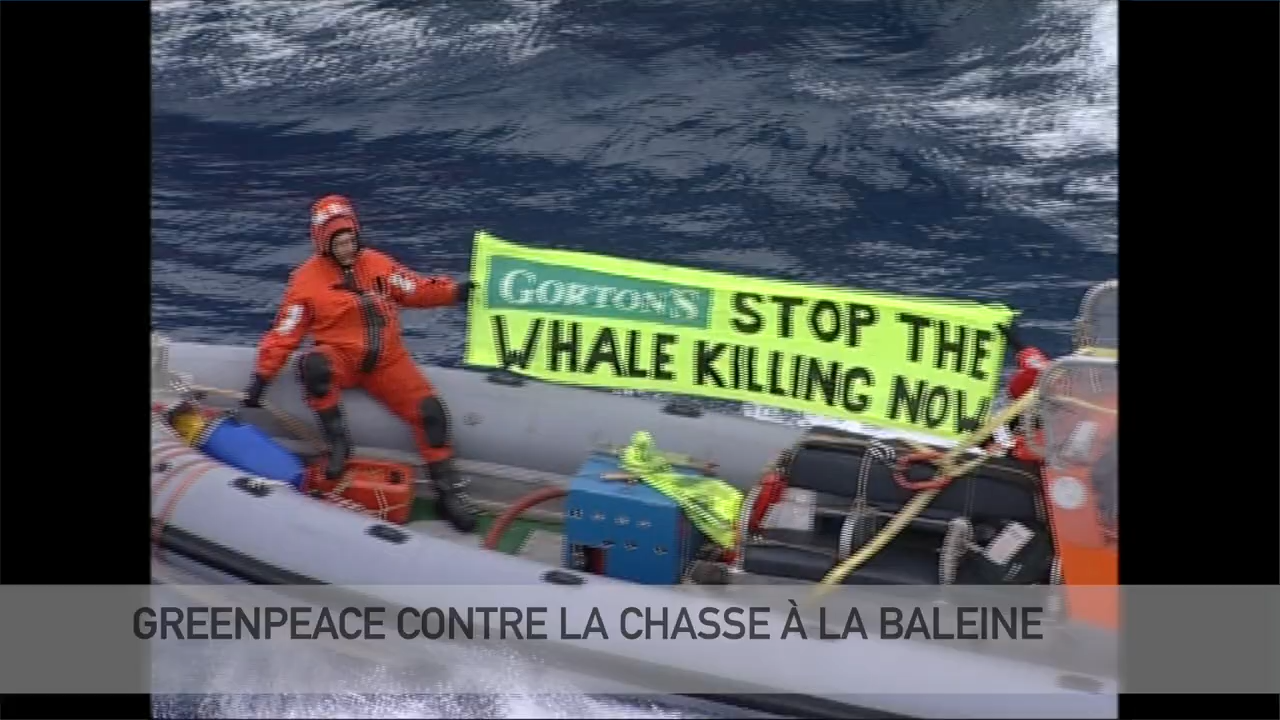 GORTON'S STOP THE
WHALE KILLING NOW
GREENPEACE CONTRE LA CHASSE À LA BALEINE